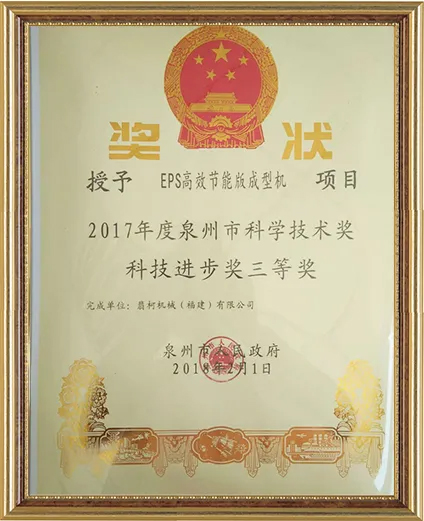 奖 状
授予 EPS高效节能版成型机 项目
2017年度泉州市科学技术奖
科技进步奖三等奖
完成单位：翡柯机械（福建）有限公司
泉州市人民政府
2018年2月1日